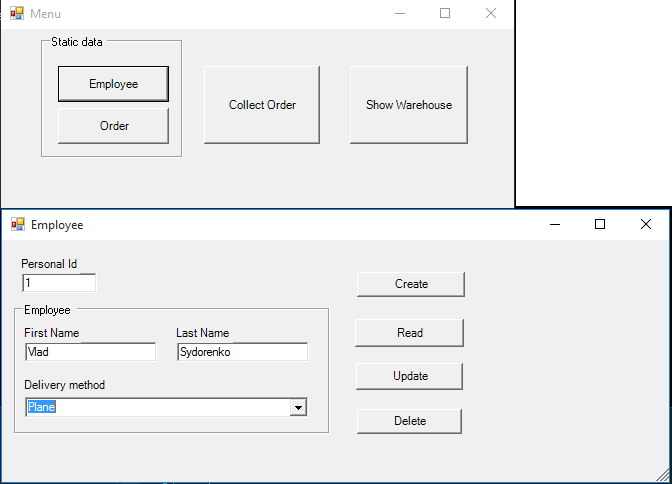 Menu
Static data
Employee
Order
Collect Order
Show Warehouse
Employee
Personal Id
1
Employee
First Name
Last Name
Vlad
Sydorenko
Delivery method
Plane
Create
Read
Update
Delete